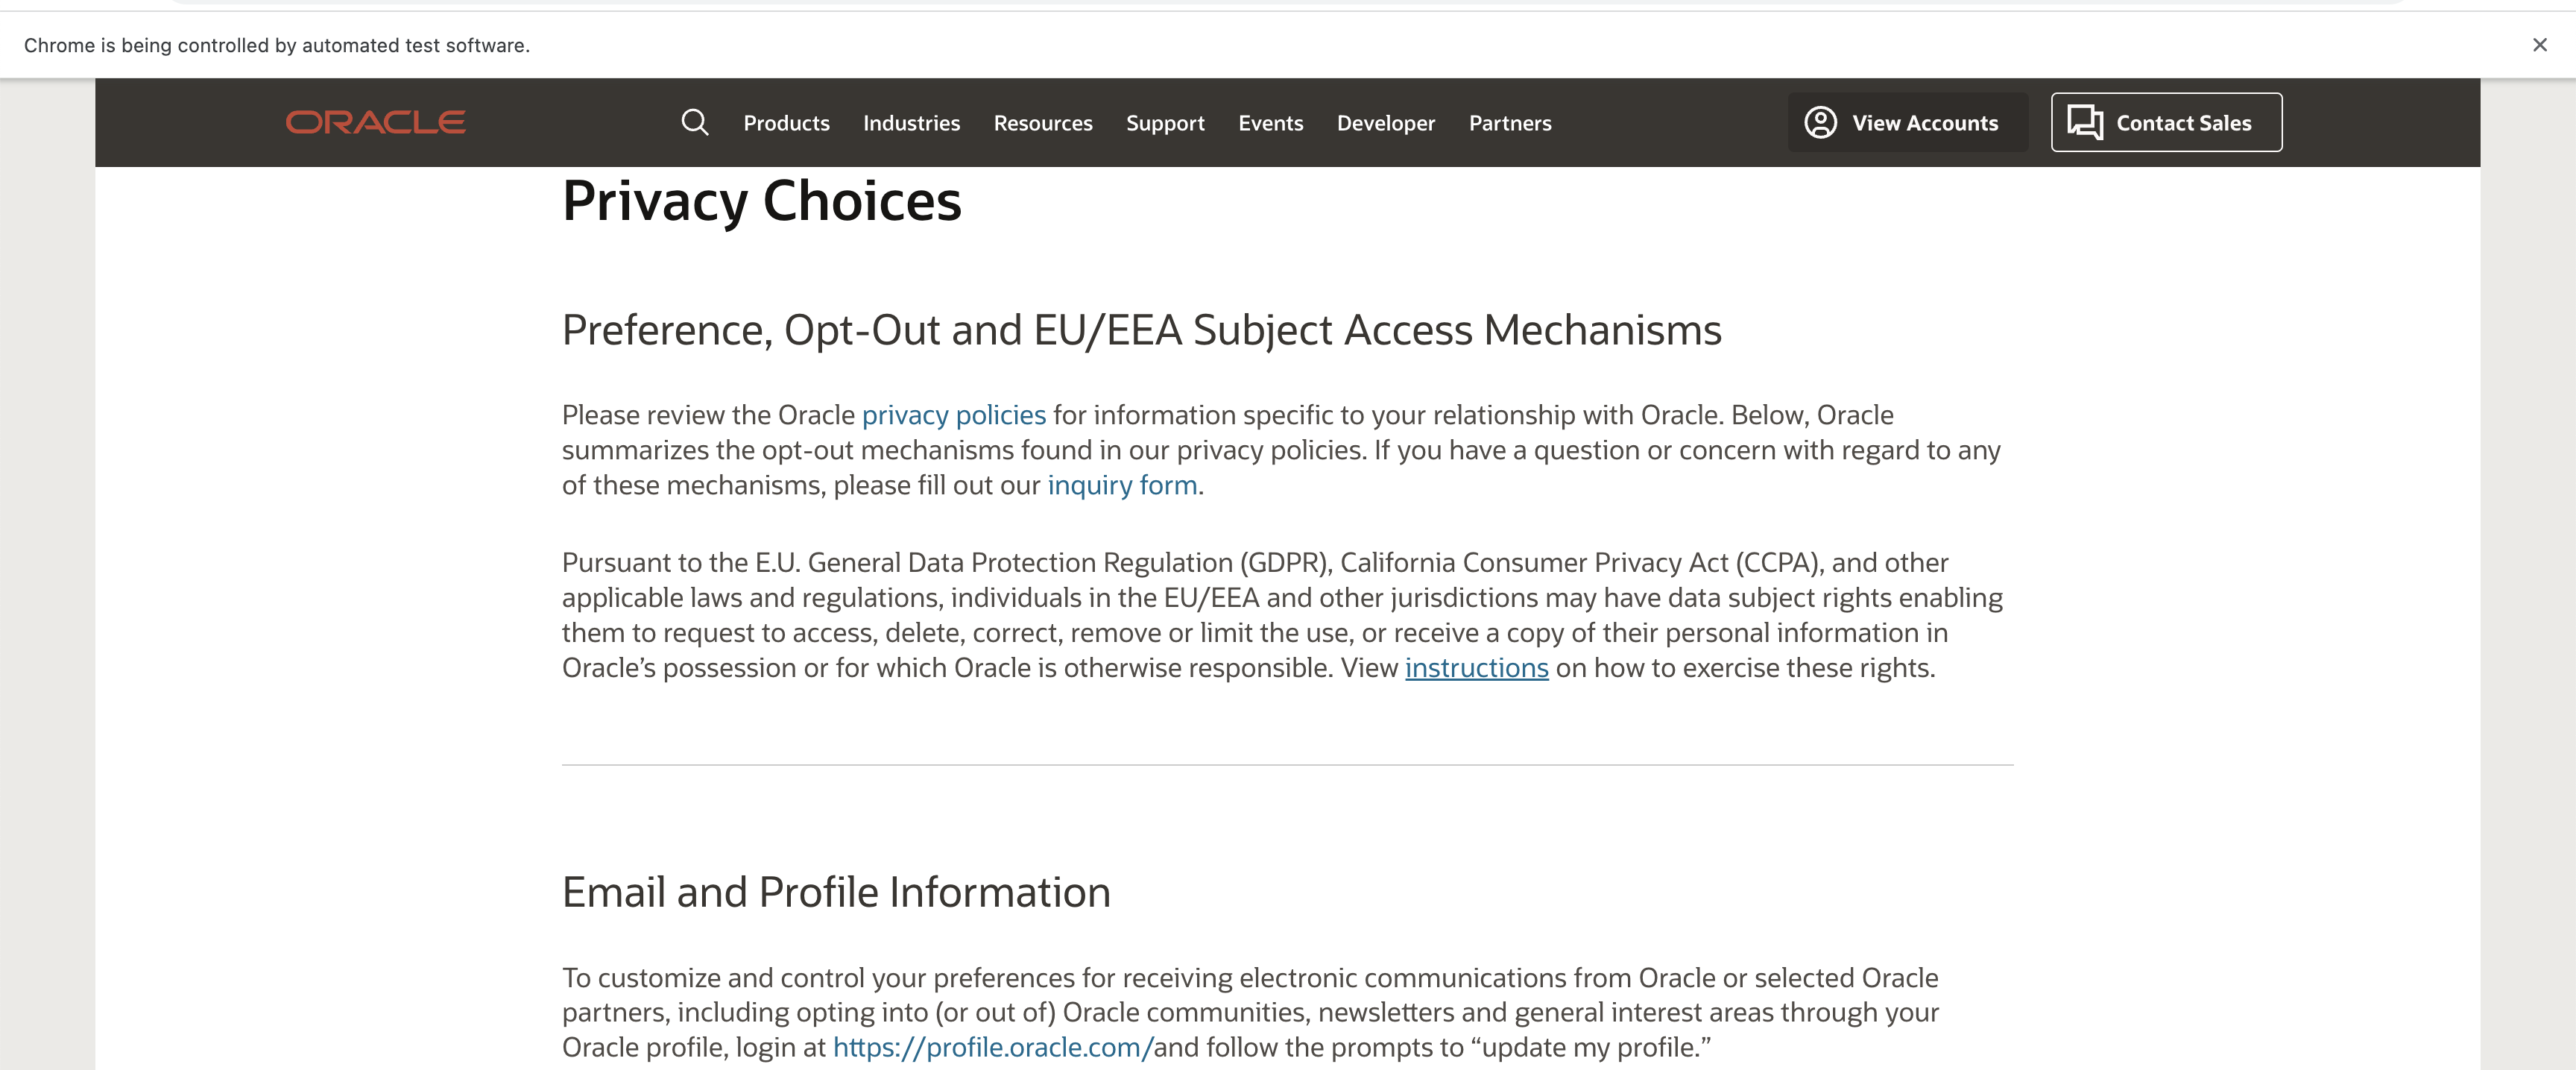 Chrome is being controlled by automated test software.
ORACLE
Products Industries Resources Support Events Developer Partners
View Accounts
Contact Sales
Privacy Choices
Preference, Opt-Out and EU/EEA Subject Access Mechanisms
Please review the Oracle privacy policies for information specific to your relationship with Oracle. Below, Oracle
summarizes the opt-out mechanisms found in our privacy policies. If you have a question or concern with regard to any
of these mechanisms, please fill out our inquiry form.
Pursuant to the E.U. General Data Protection Regulation (GDPR), California Consumer Privacy Act (CCPA), and other
applicable laws and regulations, individuals in the EU/EEA and other jurisdictions may have data subject rights enabling
them to request to access, delete, correct, remove or limit the use, or receive a copy of their personal information in
Oracle’s possession or for which Oracle is otherwise responsible. View instructions on how to exercise these rights.
Email and Profile Information
To customize and control your preferences for receiving electronic communications from Oracle or selected Oracle
partners, including opting into (or out of) Oracle communities, newsletters and general interest areas through your
Oracle profile, login at https://profile.oracle.com/and follow the prompts to “update my profile.”